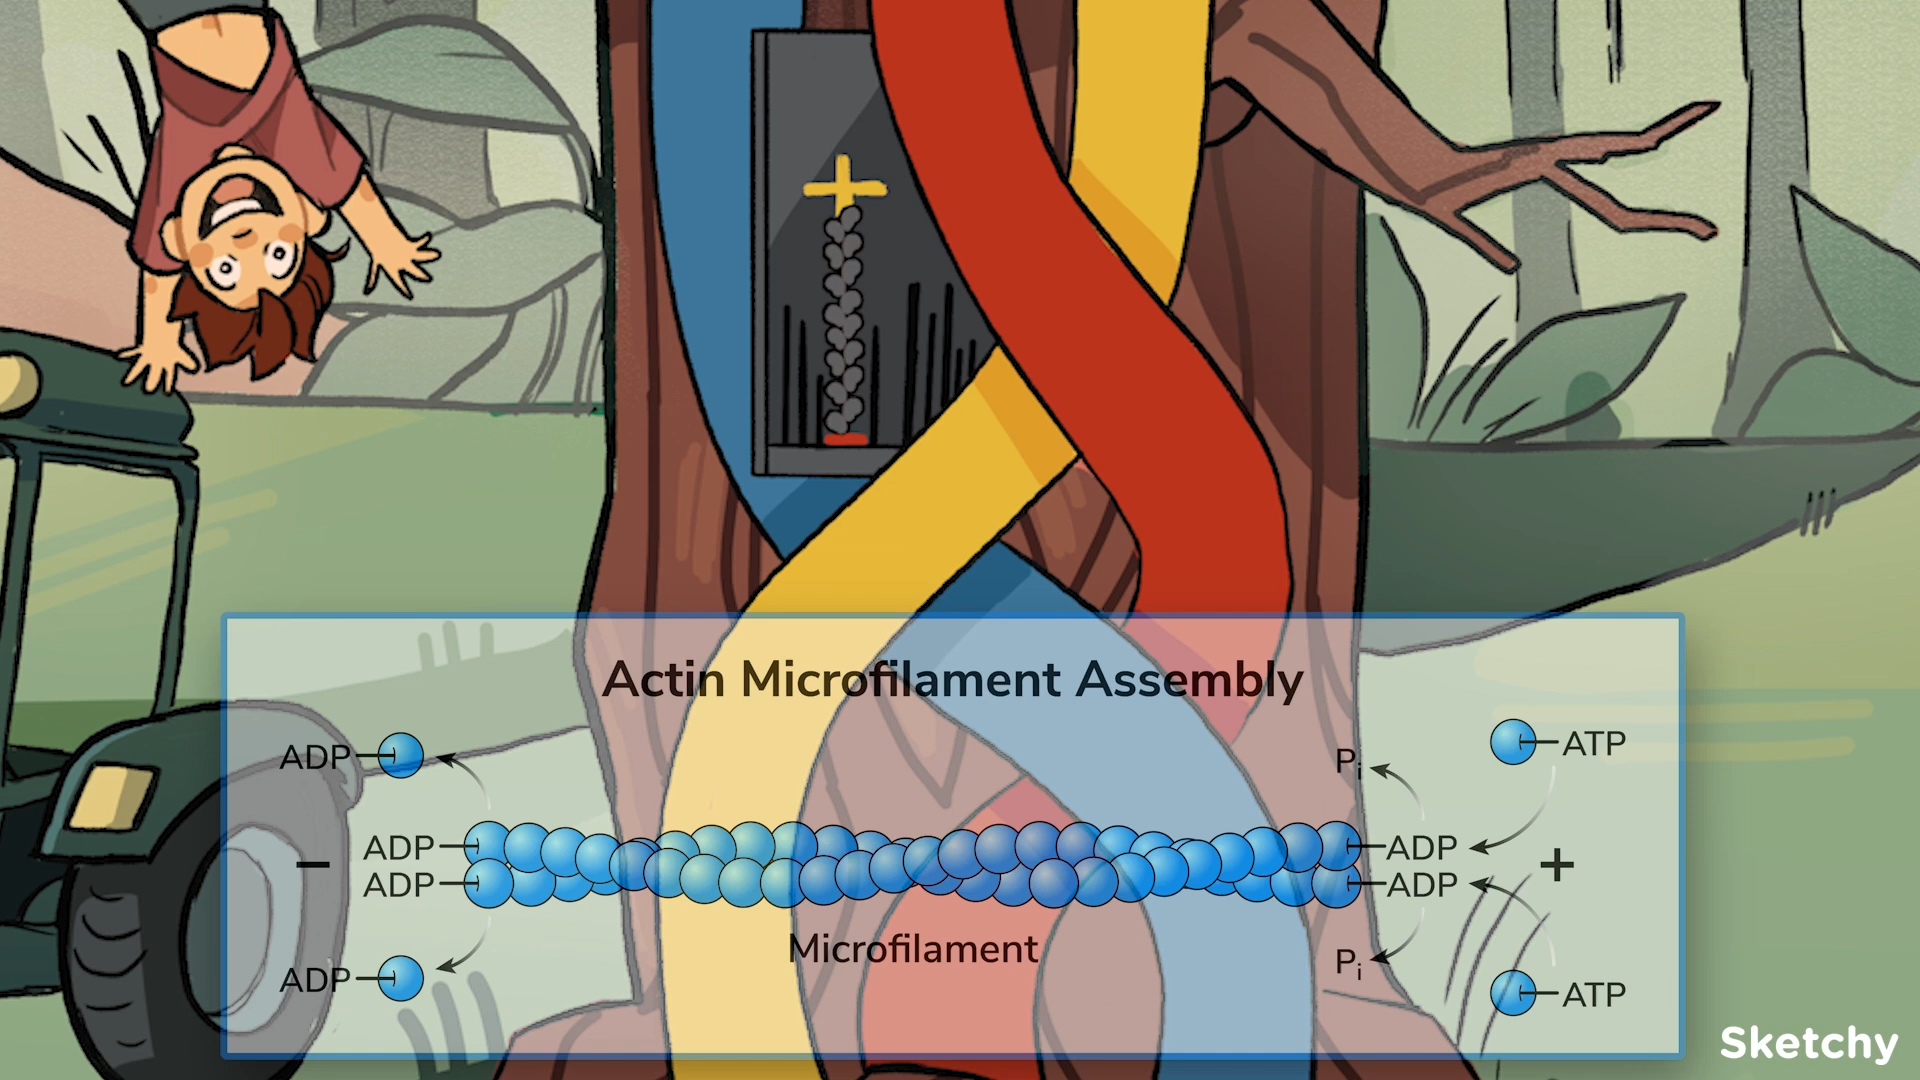 Actin Microfilament Assembly
ADP
ATP
Pi
ADP
ADP
ADP
ADP
−
+
Microfilament
ADP
Pi
ATP
Sketchy